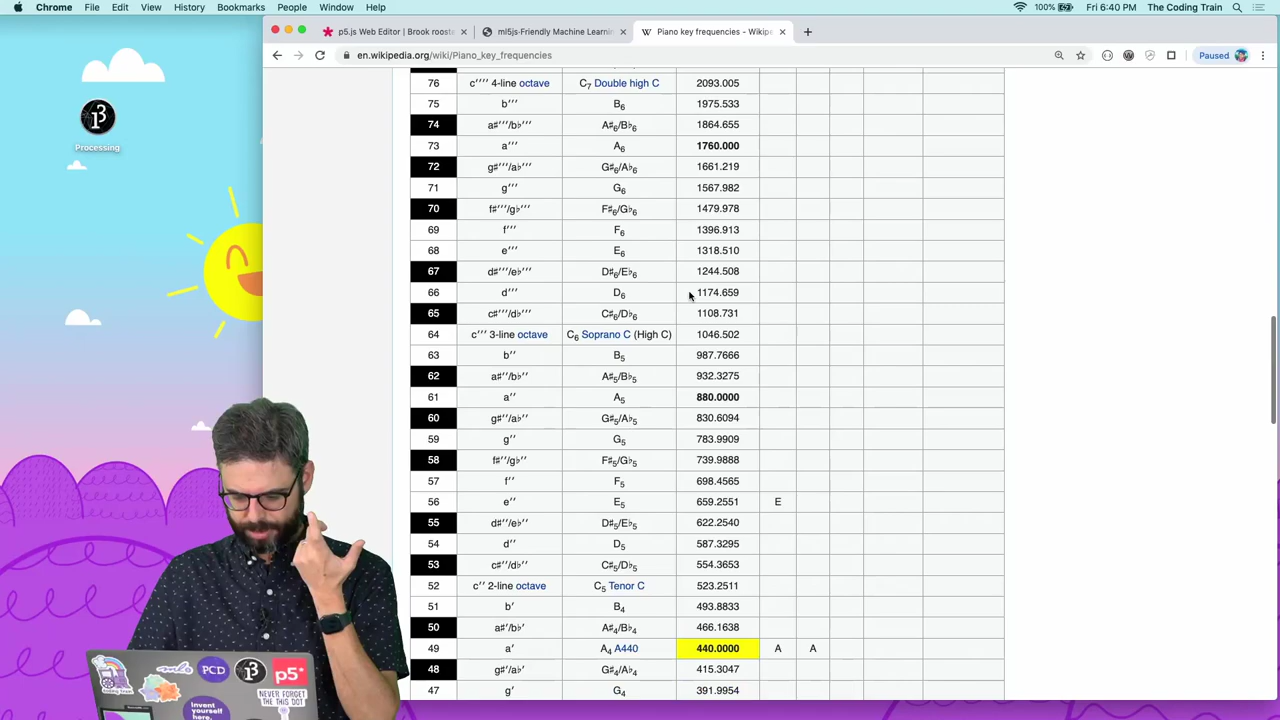 Chrome File Edit View History Bookmarks People Window Help 100% Fri 6:40 PM The Coding Train
p5.js Web Editor | Brook roost × ml5js·Friendly Machine Learnin × Piano key frequencies - Wikipe × +
en.wikipedia.org/wiki/Piano_key_frequencies Paused
Processing
76 c′′′′ 4-line octave C7 Double high C 2093.005
75 b′′′ B6 1975.533
74 a♯′′′/b♭′′′ A♯6/B♭6 1864.655
73 a′′′ A6 1760.000
72 g♯′′′/a♭′′′ G♯6/A♭6 1661.219
71 g′′′ G6 1567.982
70 f♯′′′/g♭′′′ F♯6/G♭6 1479.978
69 f′′′ F6 1396.913
68 e′′′ E6 1318.510
67 d♯′′′/e♭′′′ D♯6/E♭6 1244.508
66 d′′′ D6 1174.659
65 c♯′′′/d♭′′′ C♯6/D♭6 1108.731
64 c′′′ 3-line octave C6 Soprano C (High C) 1046.502
63 b′′ B5 987.7666
62 a♯′′/b♭′′ A♯5/B♭5 932.3275
61 a′′ A5 880.0000
60 g♯′′/a♭′′ G♯5/A♭5 830.6094
59 g′′ G5 783.9909
58 f♯′′/g♭′′ F♯5/G♭5 739.9888
57 f′′ F5 698.4565
56 e′′ E5 659.2551 E
55 d♯′′/e♭′′ D♯5/E♭5 622.2540
54 d′′ D5 587.3295
53 c♯′′/d♭′′ C♯5/D♭5 554.3653
52 c′′ 2-line octave C5 Tenor C 523.2511
51 b′ B4 493.8833
50 a♯′/b♭′ A♯4/B♭4 466.1638
49 a′ A4 A440 440.0000 A A
48 g♯′/a♭′ G♯4/A♭4 415.3047
47 g′ G4 391.9954
PCD
p5*
NEVER FORGET
THE THIS DOT!
Invent
yourself